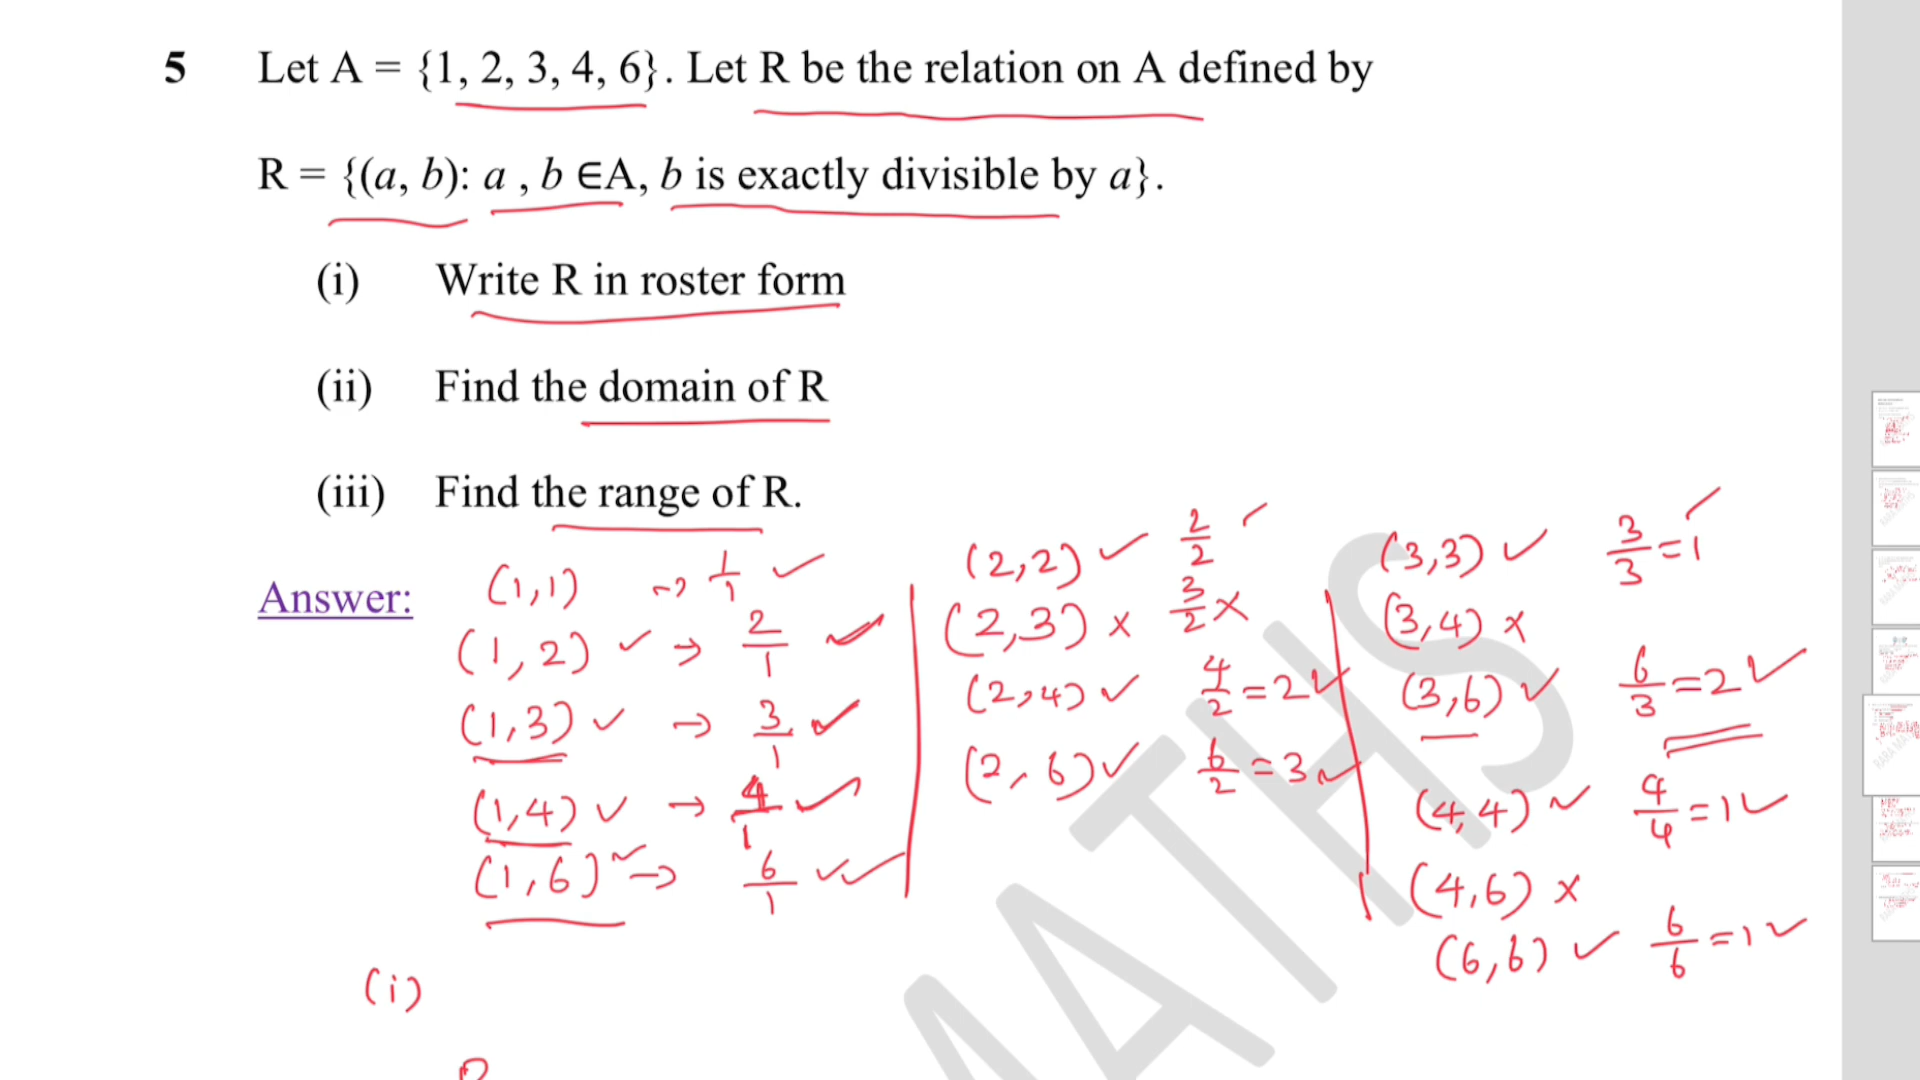 5 Let A = {1, 2, 3, 4, 6}. Let R be the relation on A defined by
R = {(a, b): a , b ∈A, b is exactly divisible by a}.
(i) Write R in roster form
(ii) Find the domain of R
(iii) Find the range of R.
Answer:
(1,1) → 1/1 ✓
(1,2) ✓ → 2/1 ✓
(1,3) ✓ → 3/1 ✓
(1,4) ✓ → 4/1 ✓
(1,6) ✓ → 6/1 ✓
(2,2) ✓ 2/2 ✓
(2,3) × 3/2 ×
(2,4) ✓ 4/2 = 2 ✓
(2,6) ✓ 6/2 = 3 ✓
(3,3) ✓ 3/3 = 1 ✓
(3,4) ×
(3,6) ✓ 6/3 = 2 ✓
(4,4) ✓ 4/4 = 1 ✓
(4,6) ×
(6,6) ✓ 6/6 = 1 ✓
(i)
MATHS